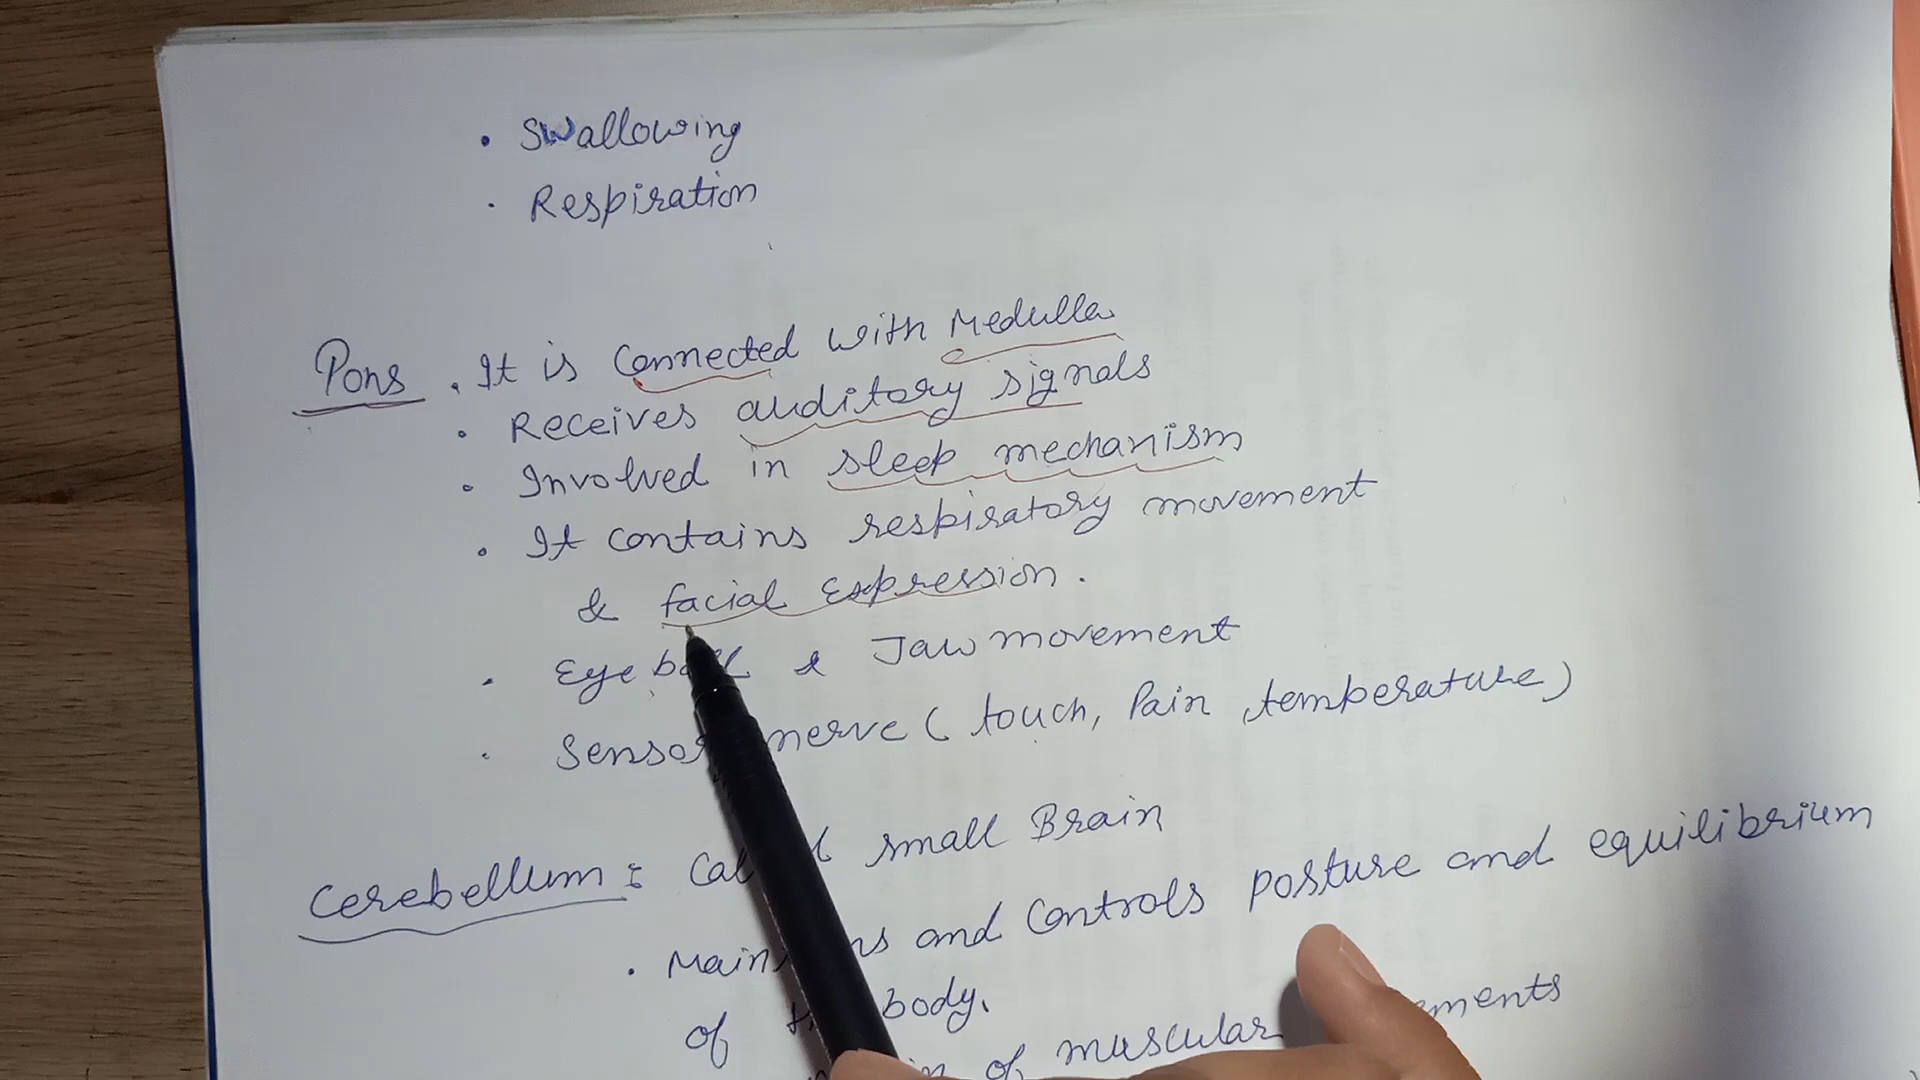 • Swallowing
• Respiration
Pons • It is Connected with Medulla
• Receives auditory signals
• Involved in sleep mechanism
• It contains respiratory movement
& facial Expression.
• Eye ball & Jaw movement
• nerve ( touch, Pain, temperature)
Cerebellum : small Brain
• and Controls posture and equilibrium
of body.
of muscular